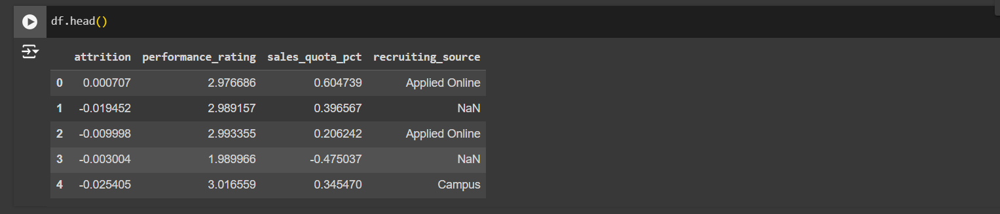 df.head()
attrition performance_rating sales_quota_pct recruiting_source
0 0.000707 2.976686 0.604739 Applied Online
1 -0.019452 2.989157 0.396567 NaN
2 -0.009998 2.993355 0.206242 Applied Online
3 -0.003004 1.989966 -0.475037 NaN
4 -0.025405 3.016559 0.345470 Campus